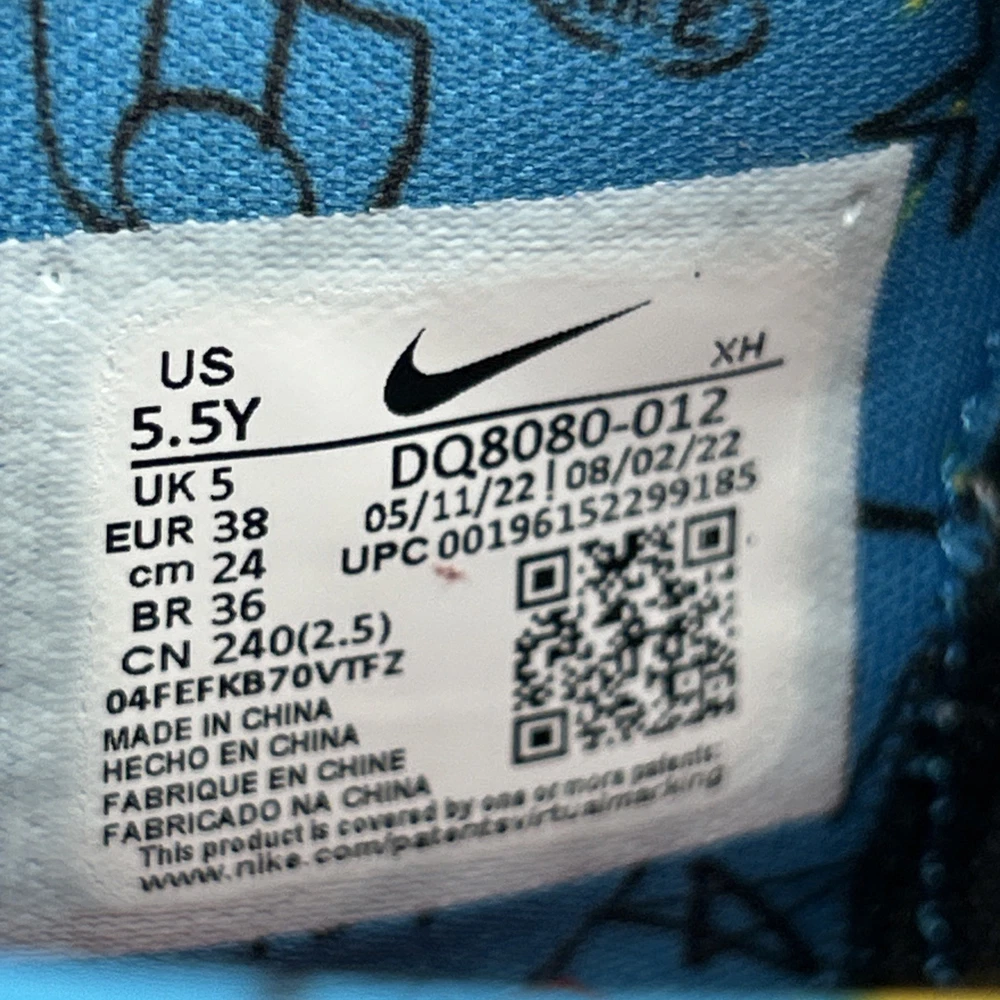 US
5.5Y
XH
UK 5
EUR 38
cm 24
BR 36
CN 240(2.5)
DQ8080-012
05/11/22 | 08/02/22
UPC 00196152299185
04FEFKB70VTFZ
MADE IN CHINA
HECHO EN CHINA
FABRIQUE EN CHINE
FABRICADO NA CHINA
This product is covered by one or more patents:
www.nike.com/patentsvirtualmarking